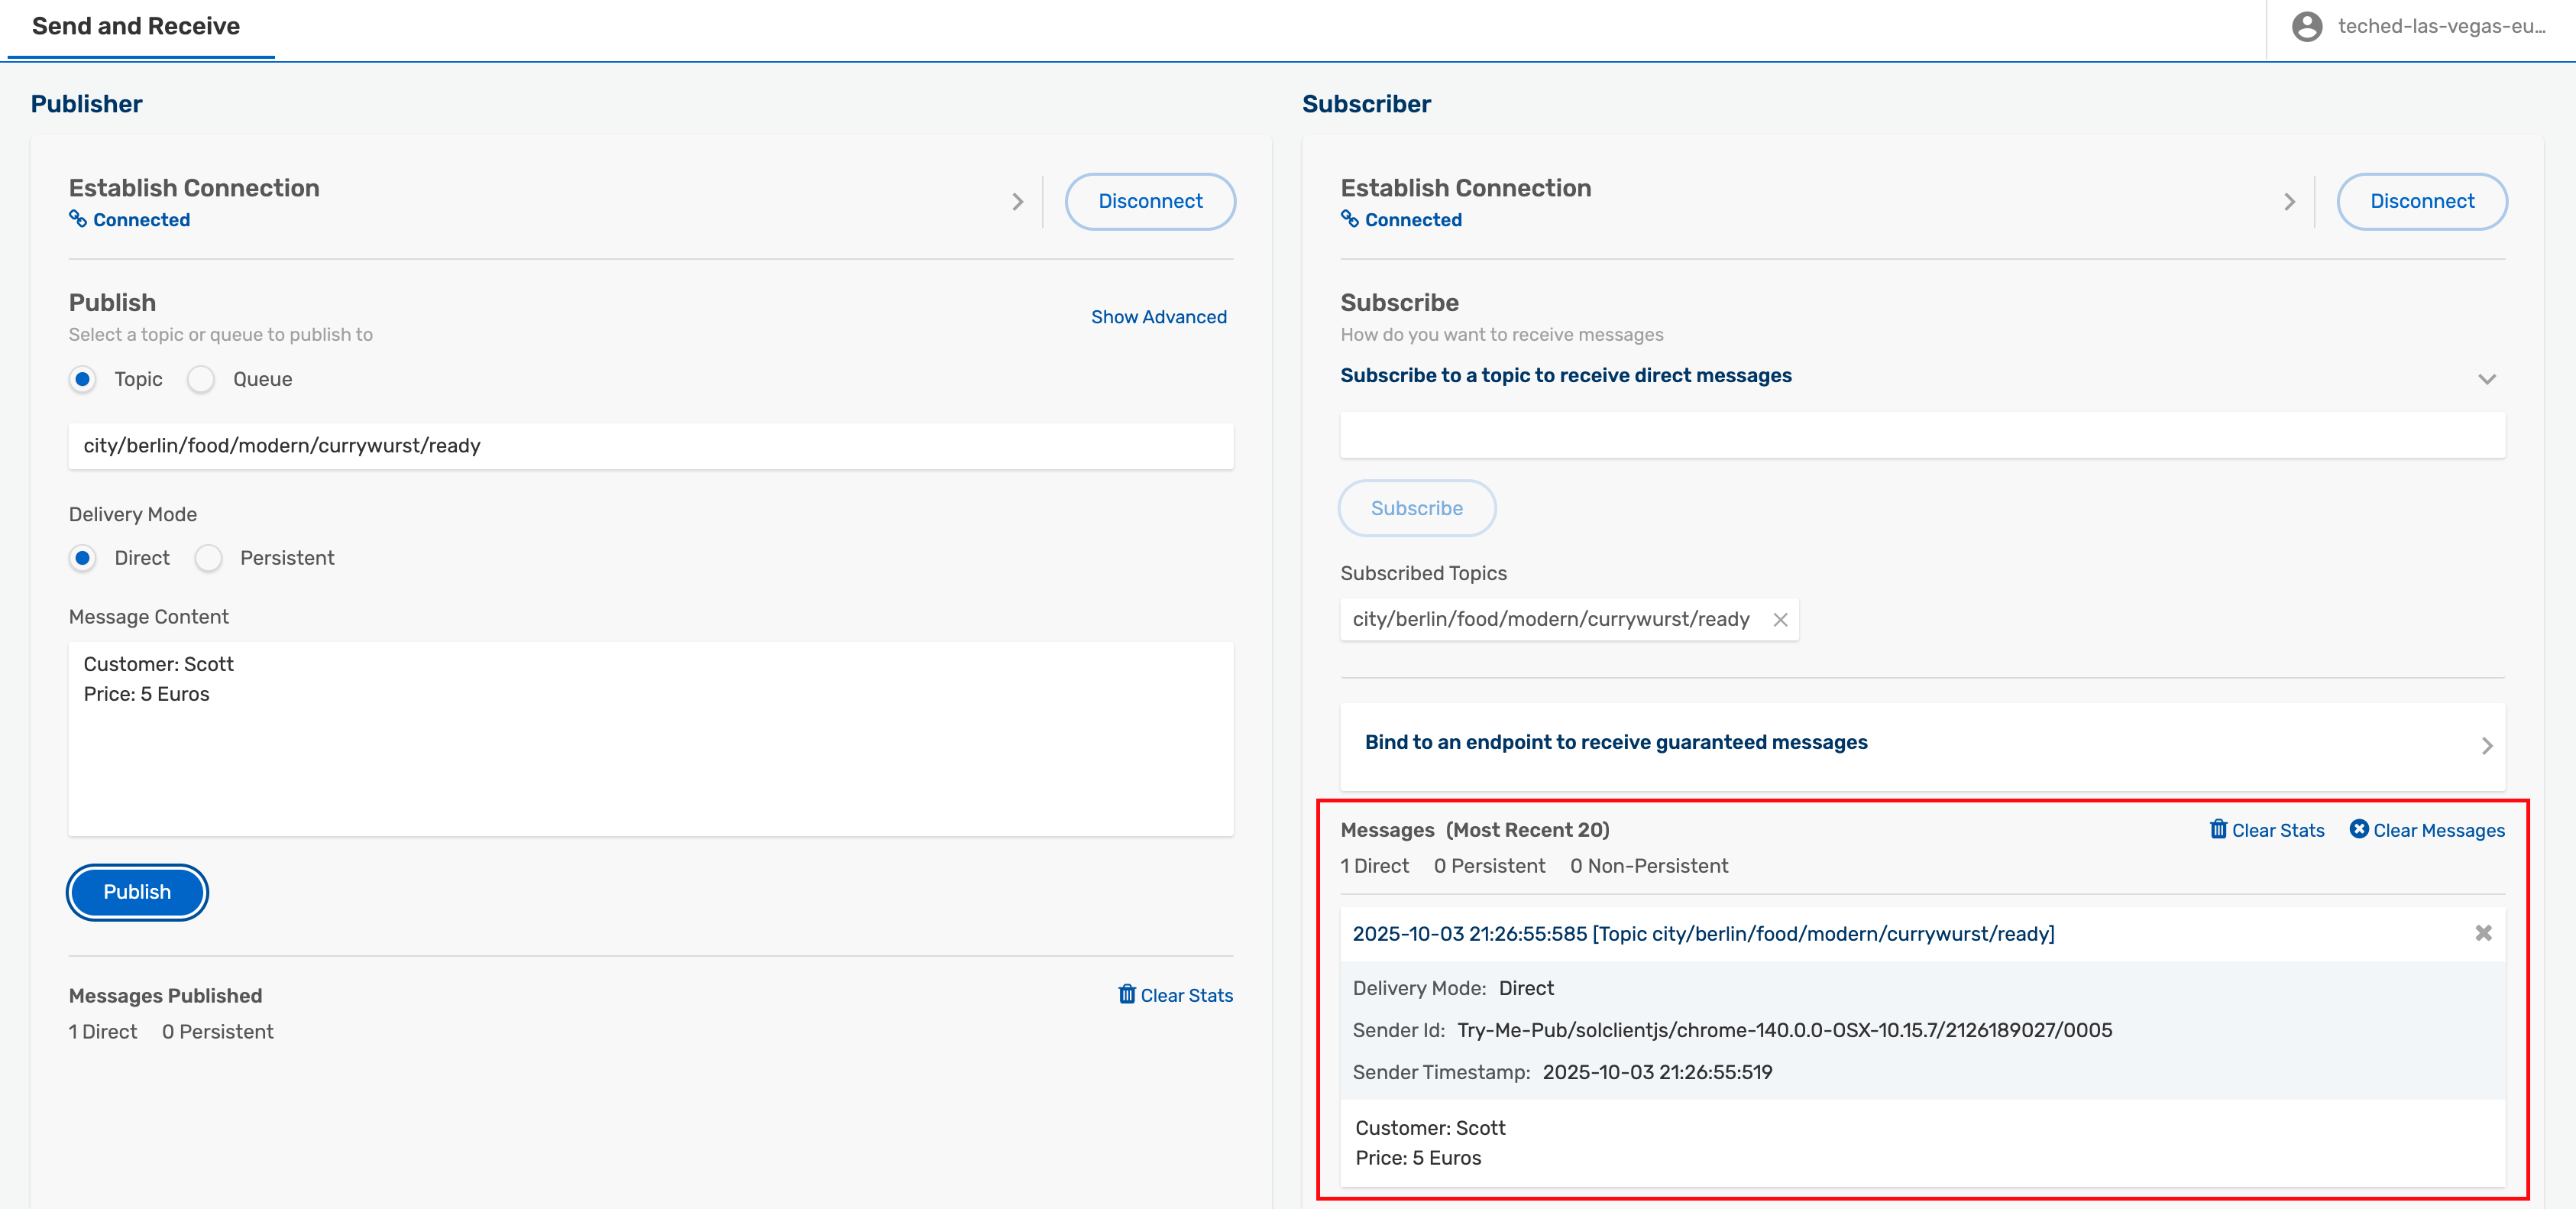 Send and Receive
teched-las-vegas-eu...
Publisher
Establish Connection
Connected
Disconnect
Publish
Select a topic or queue to publish to
Show Advanced
Topic
Queue
city/berlin/food/modern/currywurst/ready
Delivery Mode
Direct
Persistent
Message Content
Customer: Scott
Price: 5 Euros
Publish
Messages Published
Clear Stats
1 Direct 0 Persistent
Subscriber
Establish Connection
Connected
Disconnect
Subscribe
How do you want to receive messages
Subscribe to a topic to receive direct messages
Subscribe
Subscribed Topics
city/berlin/food/modern/currywurst/ready
Bind to an endpoint to receive guaranteed messages
Messages (Most Recent 20)
Clear Stats
Clear Messages
1 Direct 0 Persistent 0 Non-Persistent
2025-10-03 21:26:55:585 [Topic city/berlin/food/modern/currywurst/ready]
Delivery Mode: Direct
Sender Id: Try-Me-Pub/solclientjs/chrome-140.0.0-OSX-10.15.7/2126189027/0005
Sender Timestamp: 2025-10-03 21:26:55:519
Customer: Scott
Price: 5 Euros